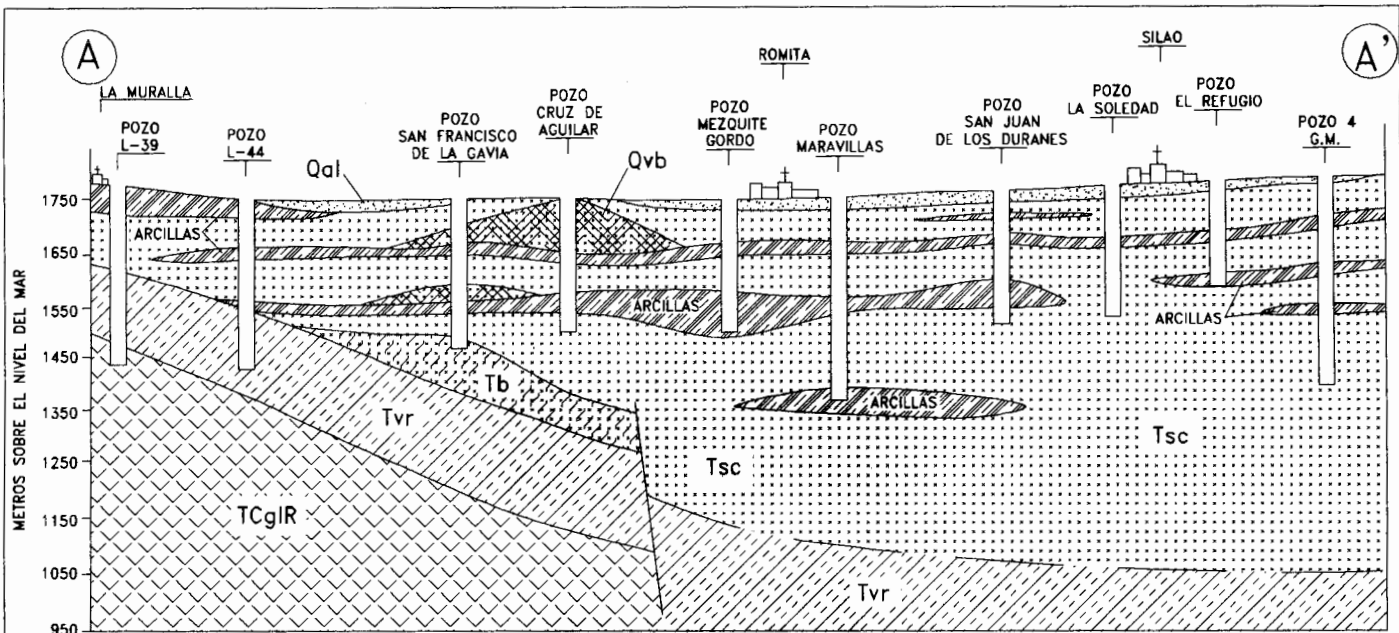 A
A'
SILAO
ROMITA
LA MURALLA
POZO
L-39
POZO
L-44
POZO
SAN FRANCISCO
DE LA GAVIA
POZO
CRUZ DE
AGUILAR
POZO
MEZQUITE
GORDO
POZO
MARAVILLAS
POZO
SAN JUAN
DE LOS DURANES
POZO
LA SOLEDAD
POZO
EL REFUGIO
POZO 4
G.M.
Qal
Qvb
METROS SOBRE EL NIVEL DEL MAR
1750
1650
1550
1450
1350
1250
1150
1050
950
ARCILLAS
ARCILLAS
ARCILLAS
ARCILLAS
Tb
Tvr
TCglR
Tsc
Tsc
Tvr